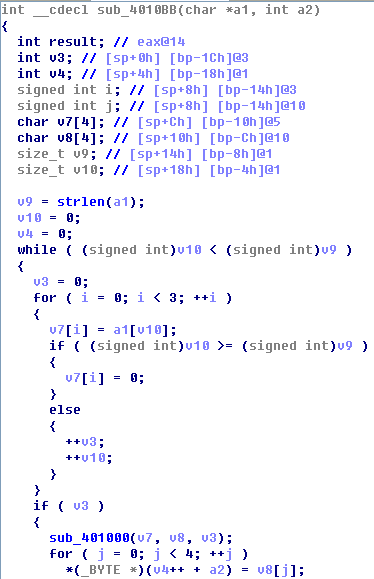 int __cdecl sub_4010BB(char *a1, int a2)
{
int result; // eax@14
int v3; // [sp+0h] [bp-1Ch]@3
int v4; // [sp+4h] [bp-18h]@1
signed int i; // [sp+8h] [bp-14h]@3
signed int j; // [sp+8h] [bp-14h]@10
char v7[4]; // [sp+Ch] [bp-10h]@5
char v8[4]; // [sp+10h] [bp-Ch]@10
size_t v9; // [sp+14h] [bp-8h]@1
size_t v10; // [sp+18h] [bp-4h]@1
v9 = strlen(a1);
v10 = 0;
v4 = 0;
while ( (signed int)v10 < (signed int)v9 )
{
v3 = 0;
for ( i = 0; i < 3; ++i )
{
v7[i] = a1[v10];
if ( (signed int)v10 >= (signed int)v9 )
{
v7[i] = 0;
}
else
{
++v3;
++v10;
}
}
if ( v3 )
{
sub_401000(v7, v8, v3);
for ( j = 0; j < 4; ++j )
*(_BYTE *)(v4++ + a2) = v8[j];